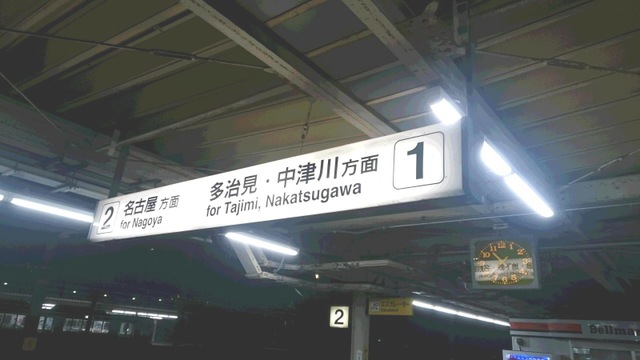 2 名古屋方面
for Nagoya
多治見・中津川方面 1
for Tajimi, Nakatsugawa
2